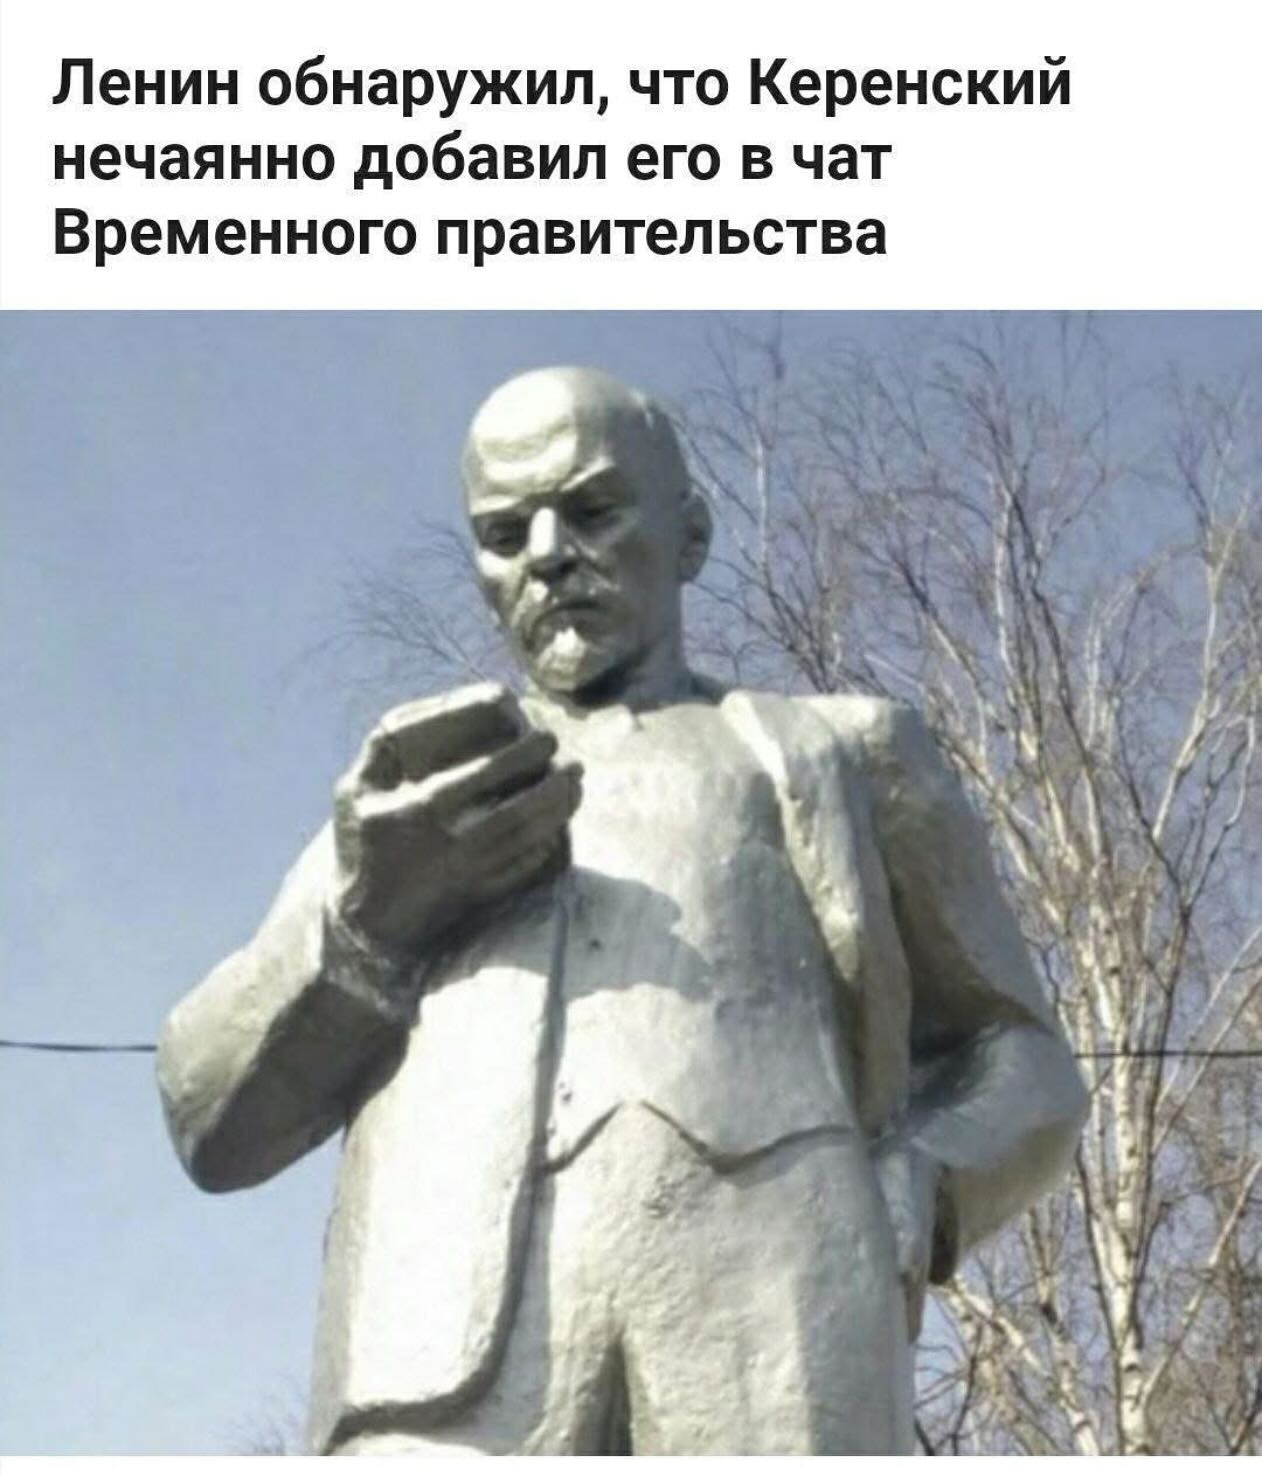 Ленин обнаружил, что Керенский
нечаянно добавил его в чат
Временного правительства